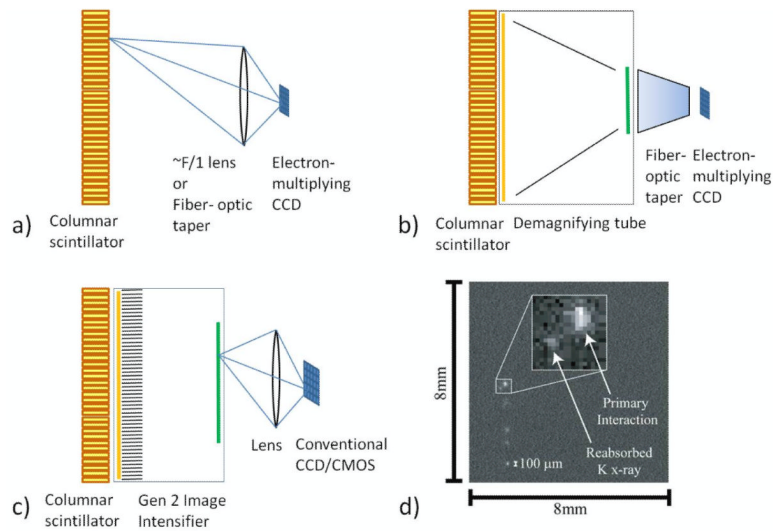 ~F/1 lens
or
Fiber- optic
taper
Electron-
multiplying
CCD
Columnar
scintillator
a)
Fiber-
optic
taper
Electron-
multiplying
CCD
Columnar
scintillator
Demagnifying tube
b)
Lens
Conventional
CCD/CMOS
Columnar
scintillator
Gen 2 Image
Intensifier
c)
8mm
Primary
Interaction
Reabsorbed
K x-ray
100 μm
8mm
d)